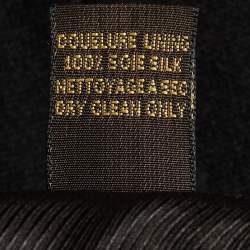 DOUBLURE LINING
100% SOIE SILK
NETTOYAGE A SEC
DRY CLEAN ONLY